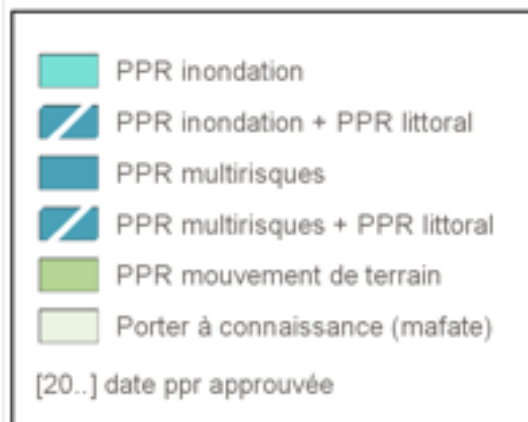 PPR inondation
PPR inondation + PPR littoral
PPR multirisques
PPR multirisques + PPR littoral
PPR mouvement de terrain
Porter à connaissance (mafate)
[20..] date ppr approuvée